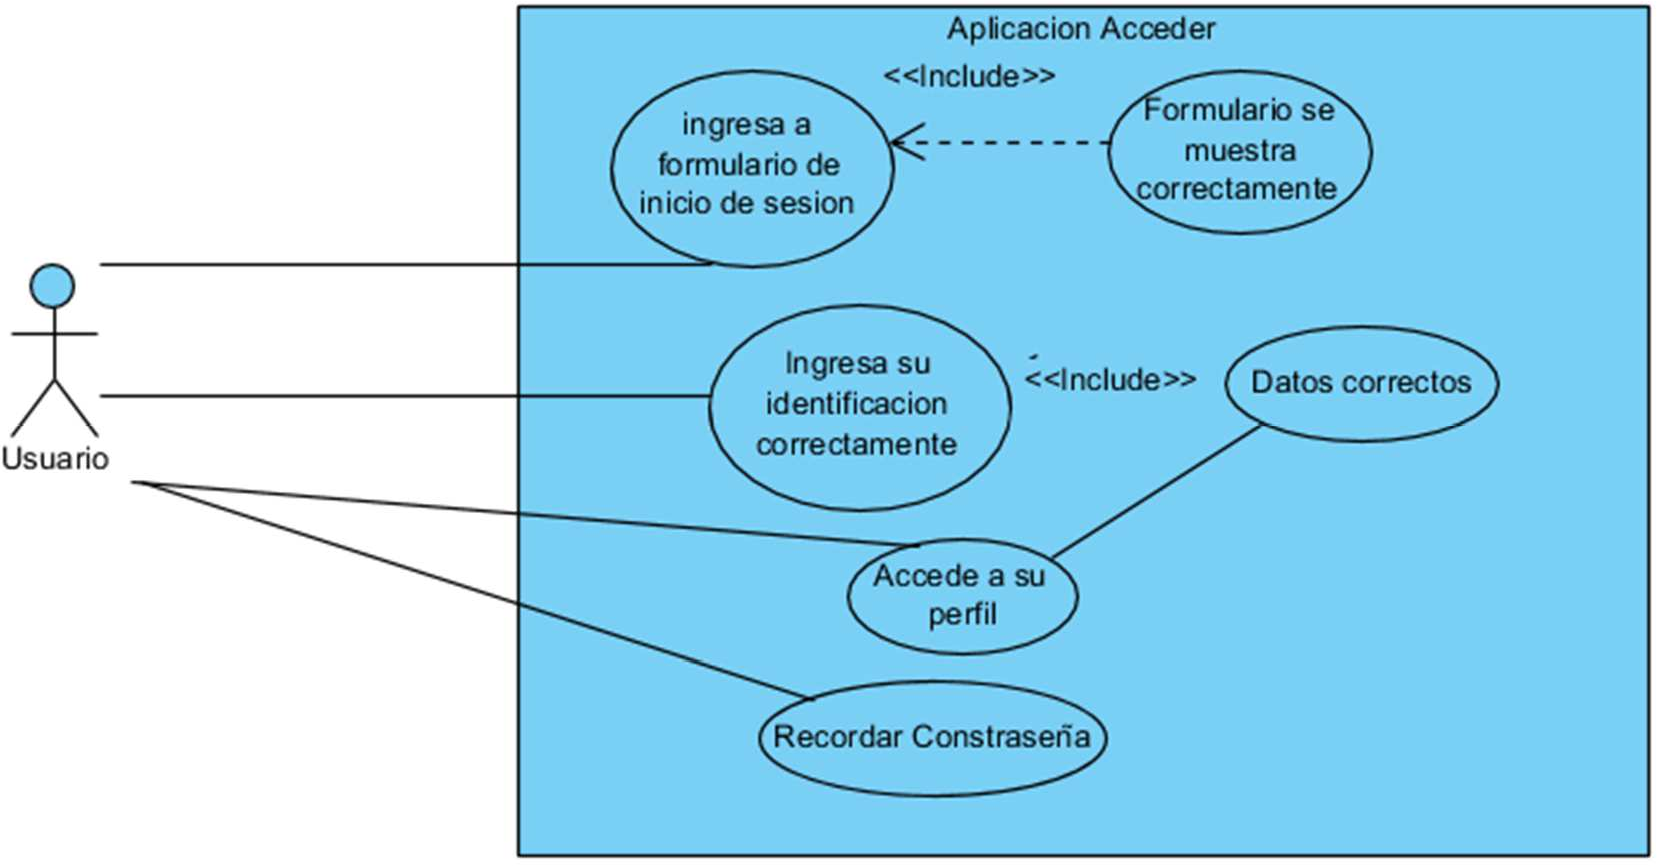 Aplicacion Acceder
<<Include>>
ingresa a
formulario de
inicio de sesion
Formulario se
muestra
correctamente
Usuario
Ingresa su
identificacion
correctamente
<<Include>>
Datos correctos
Accede a su
perfil
Recordar Constraseña